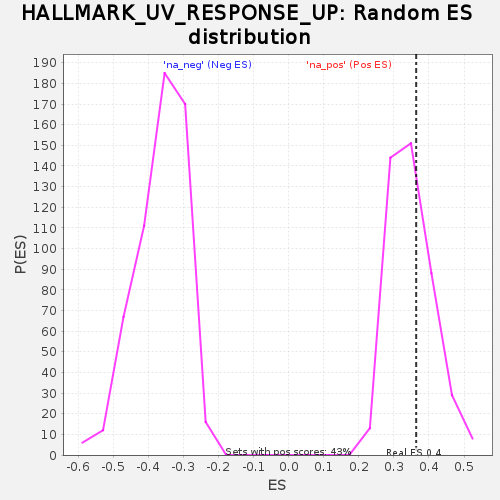 HALLMARK_UV_RESPONSE_UP: Random ES
distribution
'na_neg' (Neg ES)
'na_pos' (Pos ES)
190
180
170
160
150
140
130
120
110
100
90
80
70
60
50
40
30
20
10
0
P(ES)
Sets with pos scores: 43%
Real ES 0.4
-0.6 -0.5 -0.4 -0.3 -0.2 -0.1 0.0 0.1 0.2 0.3 0.4 0.5
ES